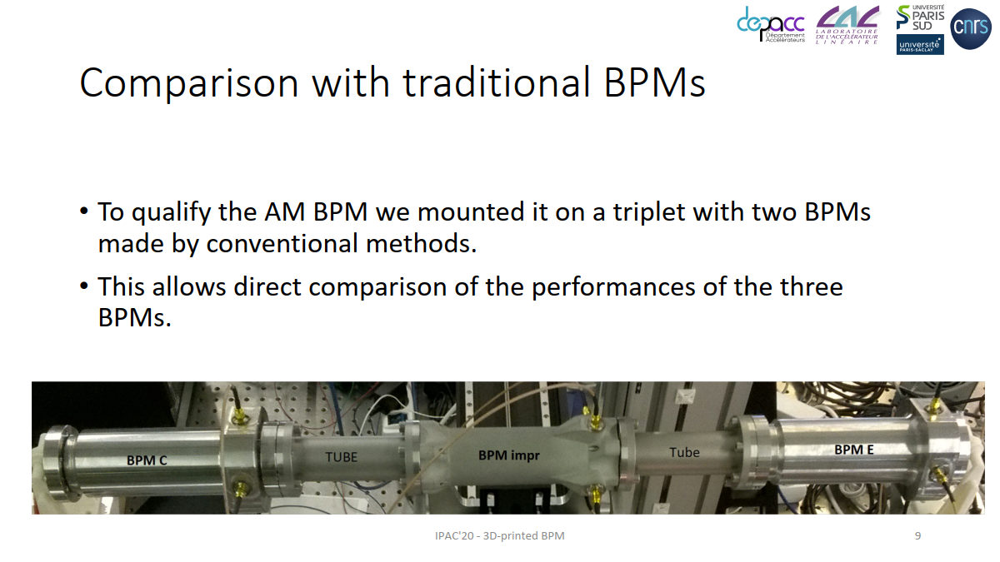 depacc
Département
Accélérateurs
LABORATOIRE
DE L'ACCÉLÉRATEUR
LINÉAIRE
UNIVERSITÉ
PARIS
SUD
université
PARIS-SACLAY
cnrs
Comparison with traditional BPMs
• To qualify the AM BPM we mounted it on a triplet with two BPMs
made by conventional methods.
• This allows direct comparison of the performances of the three
BPMs.
BPM C
TUBE
BPM impr
Tube
BPM E
IPAC'20 - 3D-printed BPM
9